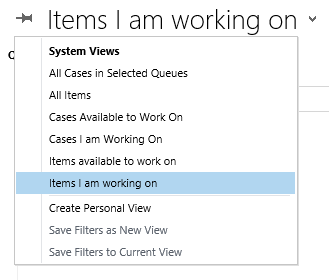 Items I am working on
System Views
All Cases in Selected Queues
All Items
Cases Available to Work On
Cases I am Working On
Items available to work on
Items I am working on
Create Personal View
Save Filters as New View
Save Filters to Current View